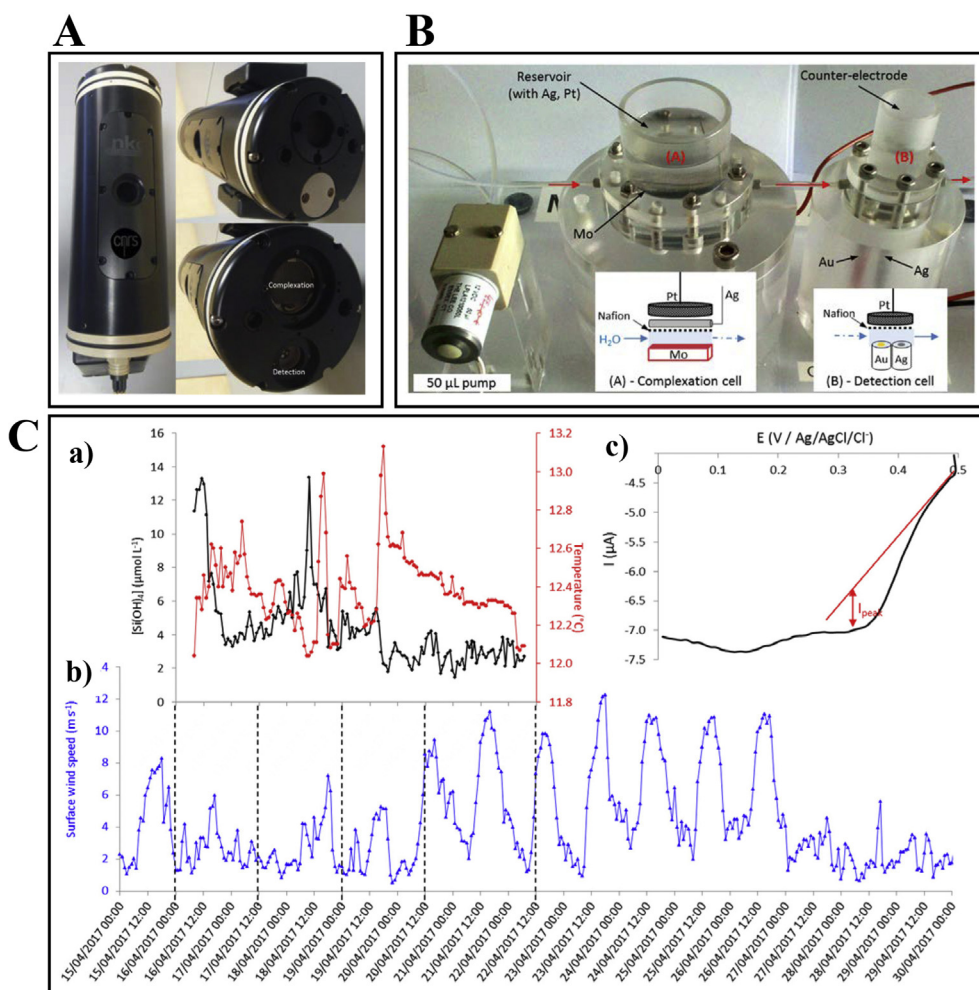 A
B
nke
cnrs
Complexation
Detection
Reservoir
(with Ag, Pt)
Counter-electrode
(A)
(B)
Mo
Au
Ag
50 µL pump
Pt
Ag
Nafion
H₂O
Mo
(A) - Complexation cell
Pt
Nafion
Au
Ag
(B) - Detection cell
C
a)
[Si(OH)₄] (µmol L⁻¹)
16
14
12
10
8
6
4
2
0
13.2
13.0
12.8
12.6
12.4
12.2
12.0
11.8
Temperature (°C)
c)
E (V / Ag/AgCl/Cl⁻)
0
0.1
0.2
0.3
0.4
0.5
I (µA)
-4.5
-5.0
-5.5
-6.0
-6.5
-7.0
-7.5
I peak
b)
Surface wind speed (m s⁻¹)
12
10
8
6
4
2
0
15/04/2017 00:00
15/04/2017 12:00
16/04/2017 00:00
16/04/2017 12:00
17/04/2017 00:00
17/04/2017 12:00
18/04/2017 00:00
18/04/2017 12:00
19/04/2017 00:00
19/04/2017 12:00
20/04/2017 00:00
20/04/2017 12:00
21/04/2017 00:00
21/04/2017 12:00
22/04/2017 00:00
22/04/2017 12:00
23/04/2017 00:00
23/04/2017 12:00
24/04/2017 00:00
24/04/2017 12:00
25/04/2017 00:00
25/04/2017 12:00
26/04/2017 00:00
26/04/2017 12:00
27/04/2017 00:00
27/04/2017 12:00
28/04/2017 00:00
28/04/2017 12:00
29/04/2017 00:00
29/04/2017 12:00
30/04/2017 00:00